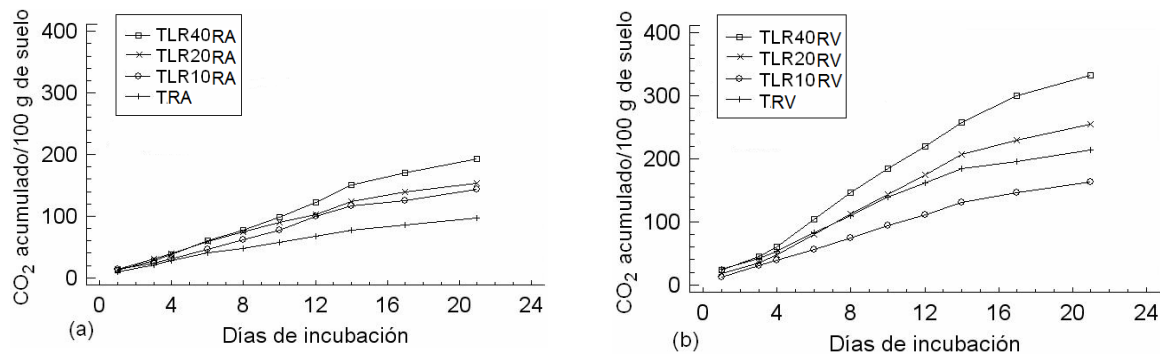 CO2 acumulado/100 g de suelo
400
300
200
100
0
TLR40RA
TLR20RA
TLR10RA
TRA
0 4 8 12 16 20 24
Días de incubación
(a)
CO2 acumulado/100 g de suelo
400
300
200
100
0
TLR40RV
TLR20RV
TLR10RV
TRV
0 4 8 12 16 20 24
Días de incubación
(b)